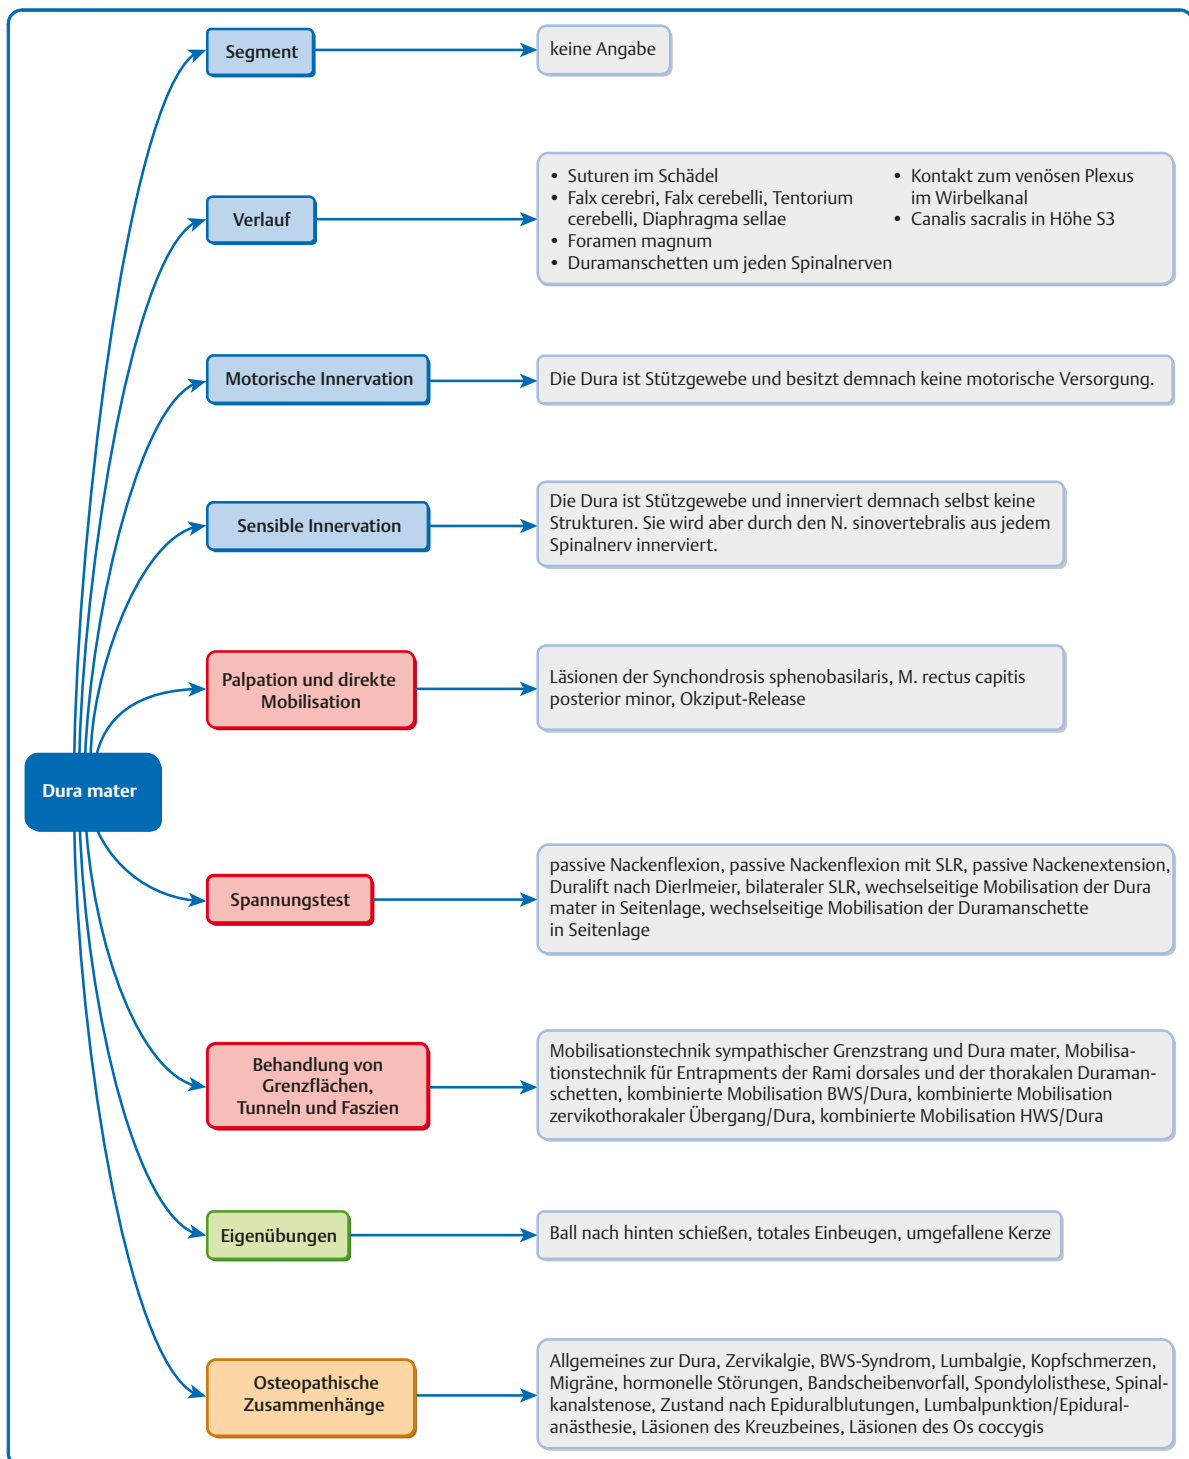 Segment
keine Angabe
Verlauf
• Suturen im Schädel
• Falx cerebri, Falx cerebelli, Tentorium
cerebelli, Diaphragma sellae
• Foramen magnum
• Duramanschetten um jeden Spinalnerven
• Kontakt zum venösen Plexus
im Wirbelkanal
• Canalis sacralis in Höhe S3
Motorische Innervation
Die Dura ist Stützgewebe und besitzt demnach keine motorische Versorgung.
Sensible Innervation
Die Dura ist Stützgewebe und innerviert demnach selbst keine
Strukturen. Sie wird aber durch den N. sinovertebralis aus jedem
Spinalnerv innerviert.
Palpation und direkte
Mobilisation
Läsionen der Synchondrosis sphenobasilaris, M. rectus capitis
posterior minor, Okziput-Release
Dura mater
Spannungstest
passive Nackenflexion, passive Nackenflexion mit SLR, passive Nackenextension,
Duralift nach Dierlmeier, bilateraler SLR, wechselseitige Mobilisation der Dura
mater in Seitenlage, wechselseitige Mobilisation der Duramanschette
in Seitenlage
Behandlung von
Grenzflächen,
Tunneln und Faszien
Mobilisationstechnik sympathischer Grenzstrang und Dura mater, Mobilisa-
tionstechnik für Entrapments der Rami dorsales und der thorakalen Duraman-
schetten, kombinierte Mobilisation BWS/Dura, kombinierte Mobilisation
zervikothorakaler Übergang/Dura, kombinierte Mobilisation HWS/Dura
Eigenübungen
Ball nach hinten schießen, totales Einbeugen, umgefallene Kerze
Osteopathische
Zusammenhänge
Allgemeines zur Dura, Zervikalgie, BWS-Syndrom, Lumbalgie, Kopfschmerzen,
Migräne, hormonelle Störungen, Bandscheibenvorfall, Spondylolisthese, Spinal-
kanalstenose, Zustand nach Epiduralblutungen, Lumbalpunktion/Epidural-
anästhesie, Läsionen des Kreuzbeines, Läsionen des Os coccygis